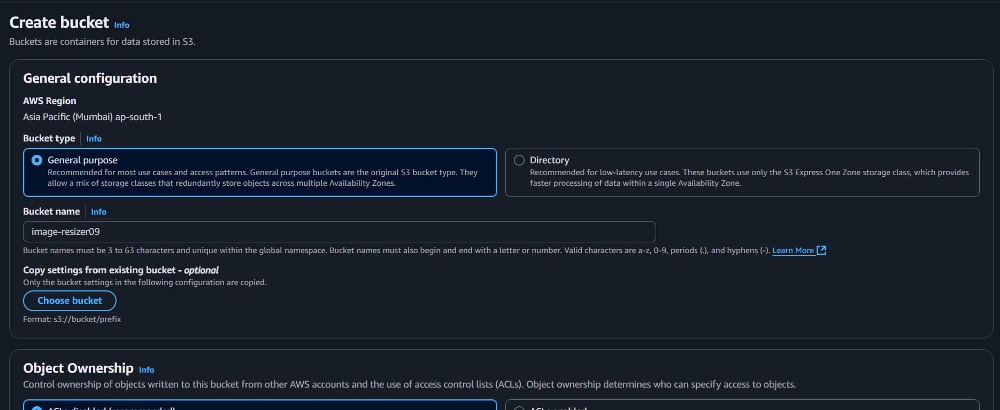 Create bucket Info
Buckets are containers for data stored in S3.
General configuration
AWS Region
Asia Pacific (Mumbai) ap-south-1
Bucket type Info
General purpose
Recommended for most use cases and access patterns. General purpose buckets are the original S3 bucket type. They
allow a mix of storage classes that redundantly store objects across multiple Availability Zones.
Directory
Recommended for low-latency use cases. These buckets use only the S3 Express One Zone storage class, which provides
faster processing of data within a single Availability Zone.
Bucket name Info
image-resizer09
Bucket names must be 3 to 63 characters and unique within the global namespace. Bucket names must also begin and end with a letter or number. Valid characters are a-z, 0-9, periods (.), and hyphens (-). Learn More
Copy settings from existing bucket - optional
Only the bucket settings in the following configuration are copied.
Choose bucket
Format: s3://bucket/prefix
Object Ownership Info
Control ownership of objects written to this bucket from other AWS accounts and the use of access control lists (ACLs). Object ownership determines who can specify access to objects.
ACLs disabled (recommended)
ACLs enabled